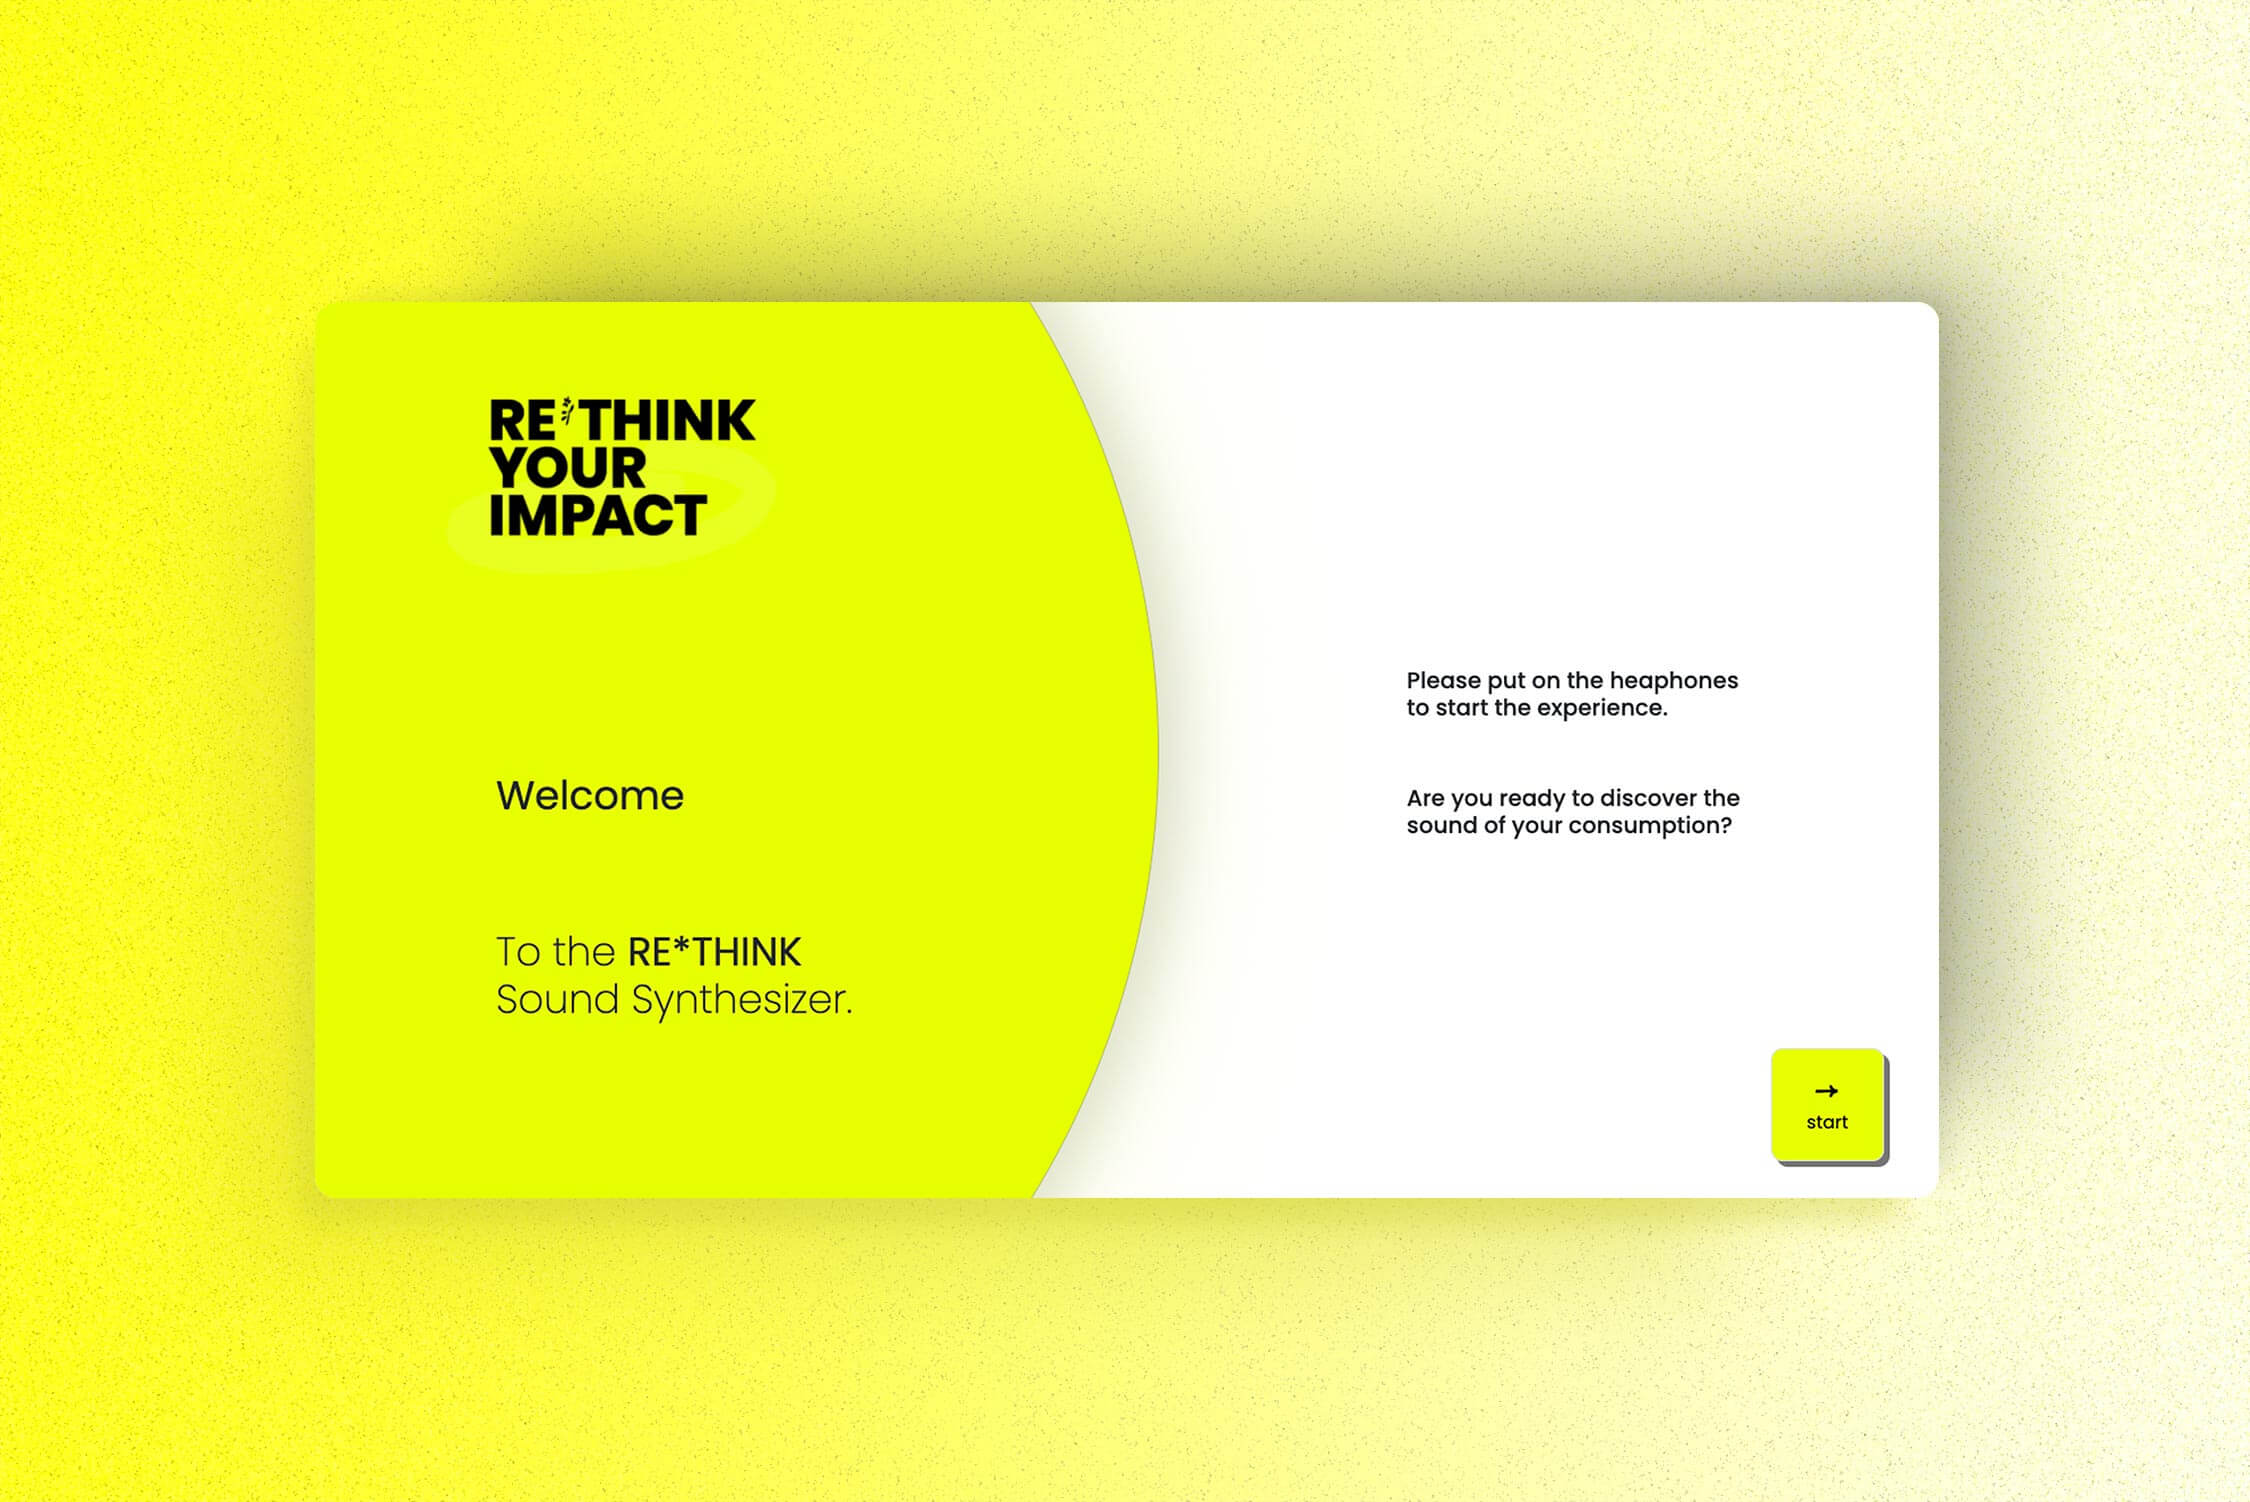 RE*THINK
YOUR
IMPACT
Welcome
To the RE*THINK
Sound Synthesizer.
Please put on the heaphones
to start the experience.
Are you ready to discover the
sound of your consumption?
→
start